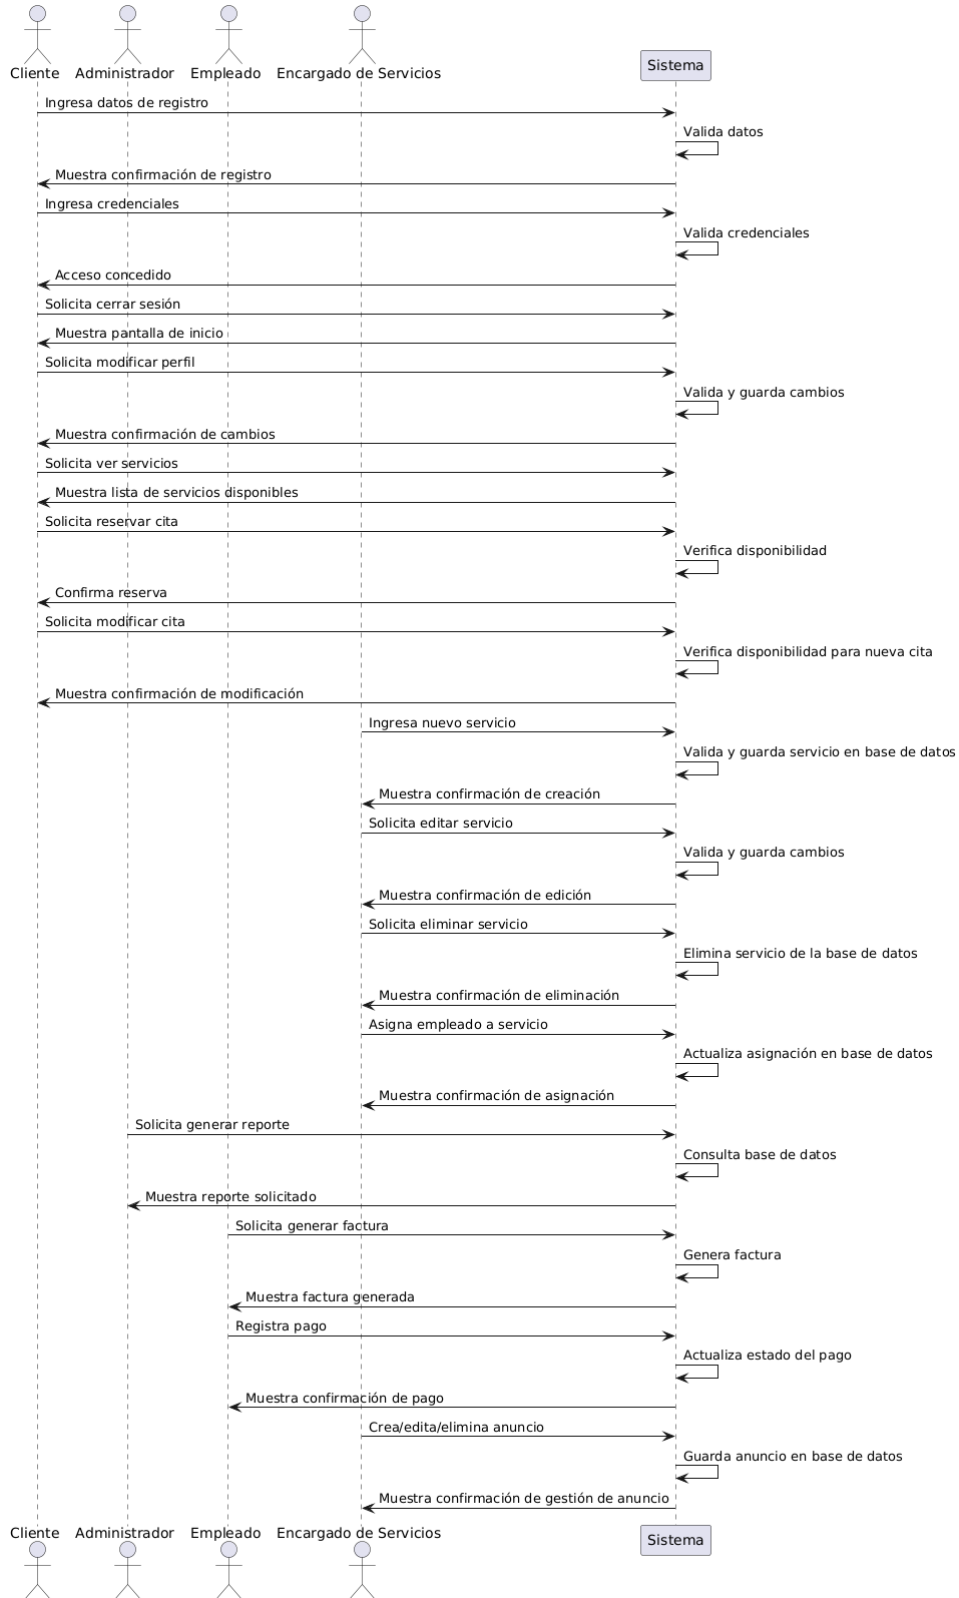 Cliente Administrador Empleado Encargado de Servicios Sistema
Ingresa datos de registro
Valida datos
Muestra confirmación de registro
Ingresa credenciales
Valida credenciales
Acceso concedido
Solicita cerrar sesión
Muestra pantalla de inicio
Solicita modificar perfil
Valida y guarda cambios
Muestra confirmación de cambios
Solicita ver servicios
Muestra lista de servicios disponibles
Solicita reservar cita
Verifica disponibilidad
Confirma reserva
Solicita modificar cita
Verifica disponibilidad para nueva cita
Muestra confirmación de modificación
Ingresa nuevo servicio
Valida y guarda servicio en base de datos
Muestra confirmación de creación
Solicita editar servicio
Valida y guarda cambios
Muestra confirmación de edición
Solicita eliminar servicio
Elimina servicio de la base de datos
Muestra confirmación de eliminación
Asigna empleado a servicio
Actualiza asignación en base de datos
Muestra confirmación de asignación
Solicita generar reporte
Consulta base de datos
Muestra reporte solicitado
Solicita generar factura
Genera factura
Muestra factura generada
Registra pago
Actualiza estado del pago
Muestra confirmación de pago
Crea/edita/elimina anuncio
Guarda anuncio en base de datos
Muestra confirmación de gestión de anuncio
Cliente Administrador Empleado Encargado de Servicios Sistema